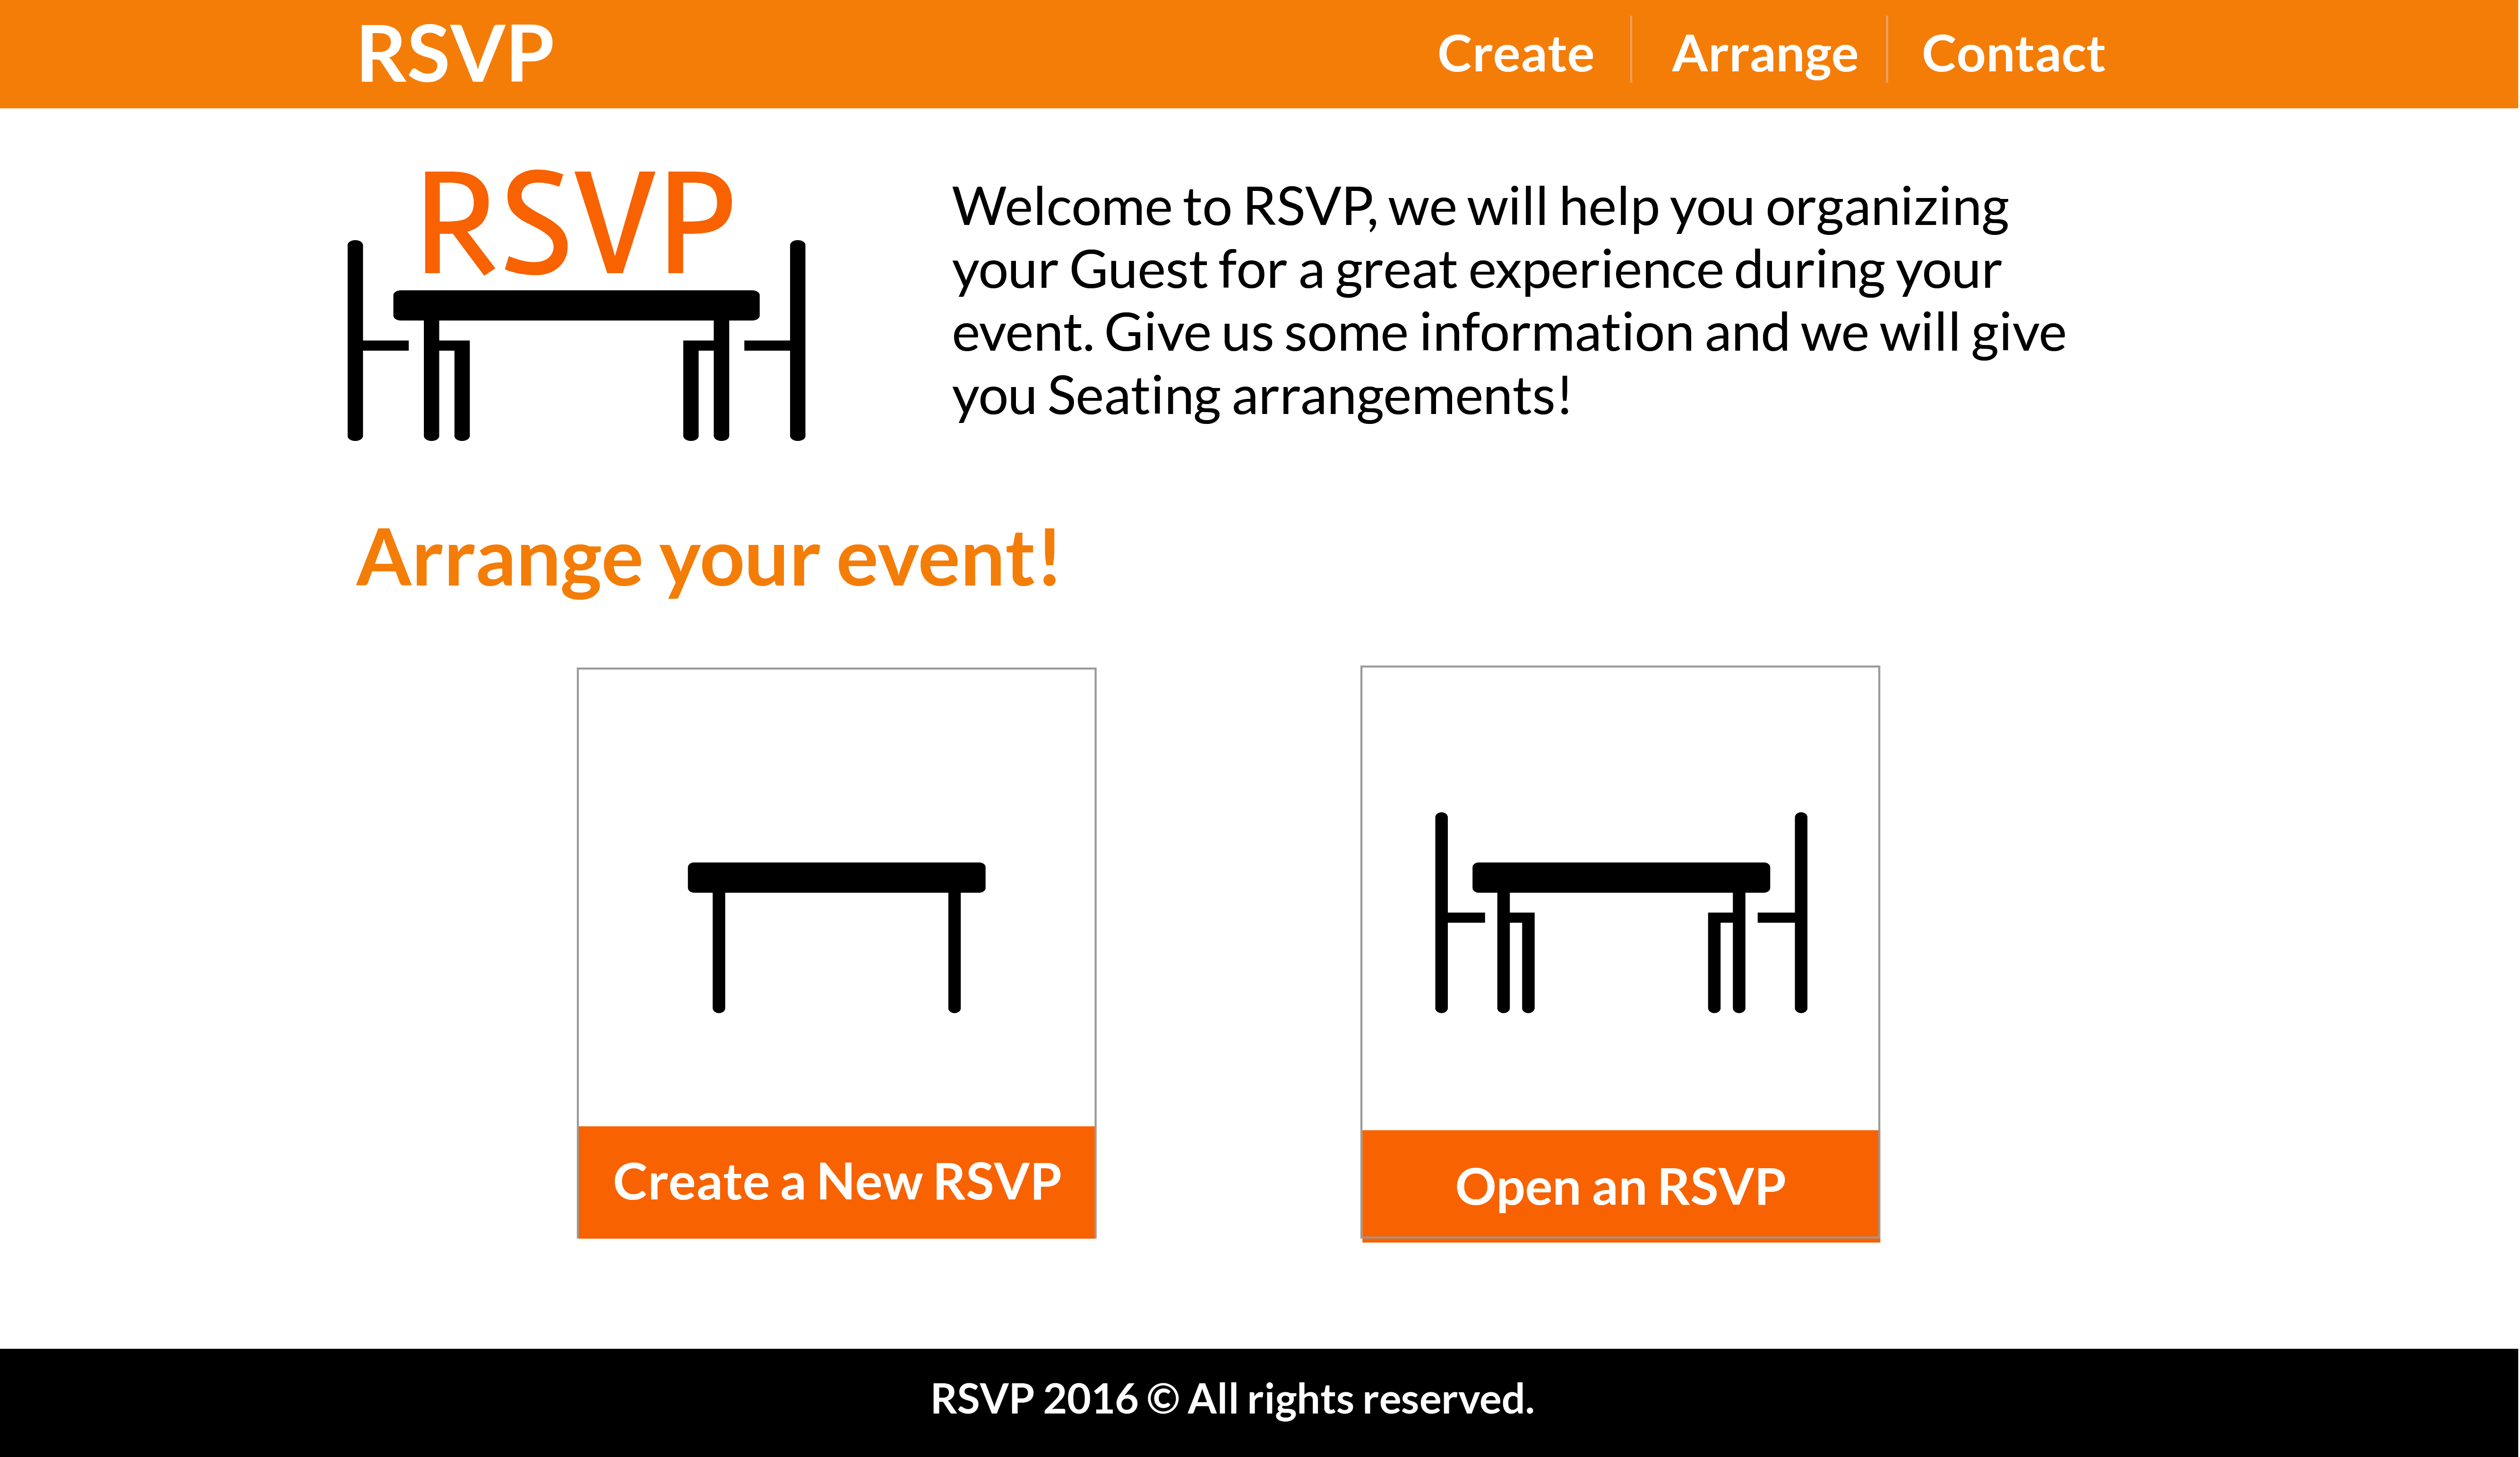 RSVP
Create
Arrange
Contact
RSVP
Welcome to RSVP, we will help you organizing
your Guest for a great experience during your
event. Give us some information and we will give
you Seating arrangements!
Arrange your event!
Create a New RSVP
Open an RSVP
RSVP 2016 © All rights reserved.